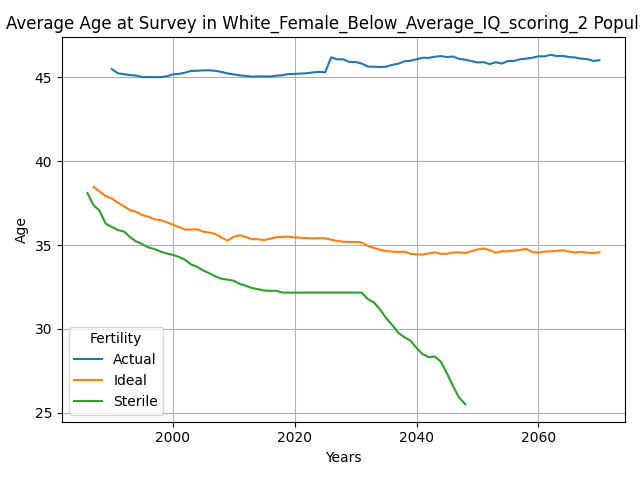 Average Age at Survey in White_Female_Below_Average_IQ_scoring_2 Popul
45
40
35
30
25
Age
Fertility
Actual
Ideal
Sterile
2000 2020 2040 2060
Years